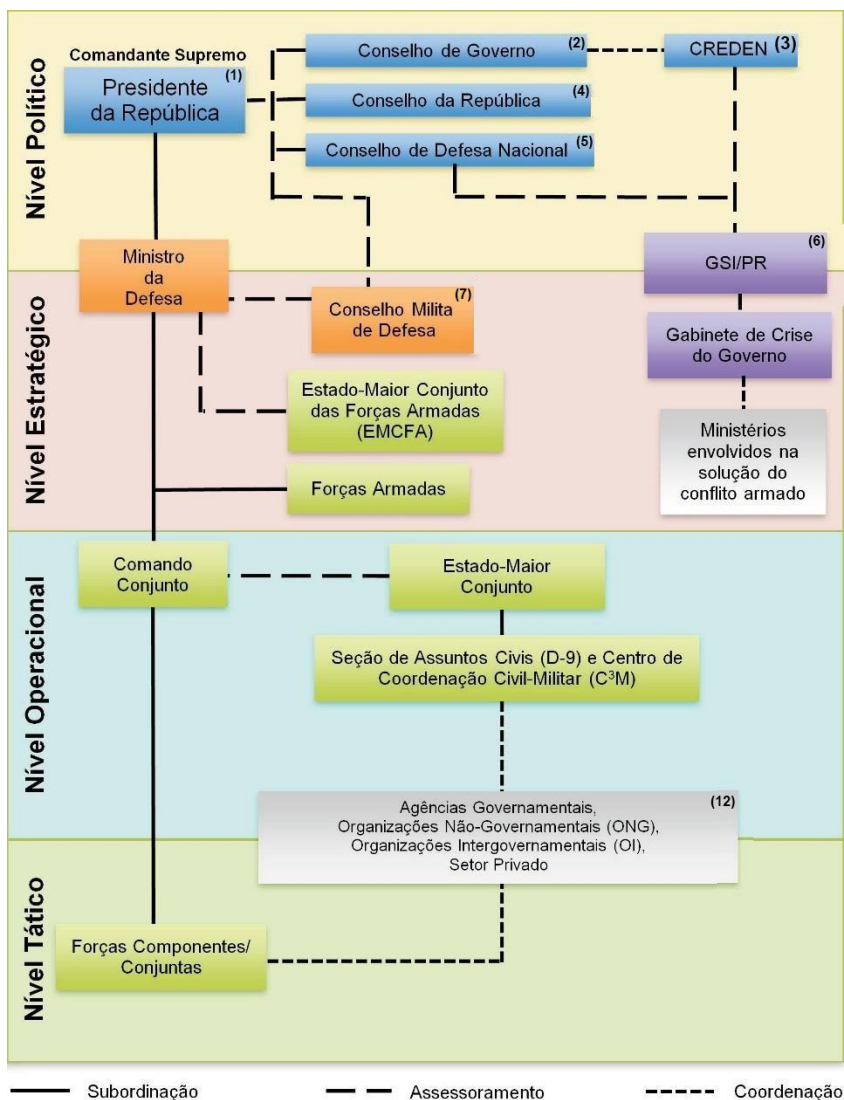 Nível Político
Comandante Supremo
(1)
Presidente
da República
Conselho de Governo
(2)
CREDEN
(3)
Conselho da República
(4)
Conselho de Defesa Nacional
(5)
Ministro
da
Defesa
GSI/PR
(6)
Nível Estratégico
Conselho Milita
de Defesa
(7)
Gabinete de Crise
do Governo
Estado-Maior Conjunto
das Forças Armadas
(EMCFA)
Ministérios
envolvidos na
solução do
conflito armado
Forças Armadas
Nível Operacional
Comando
Conjunto
Estado-Maior
Conjunto
Seção de Assuntos Civis (D-9) e Centro de
Coordenação Civil-Militar (C³M)
(12)
Agências Governamentais,
Organizações Não-Governamentais (ONG),
Organizações Intergovernamentais (OI),
Setor Privado
Nível Tático
Forças Componentes/
Conjuntas
Subordinação
Assessoramento
Coordenação